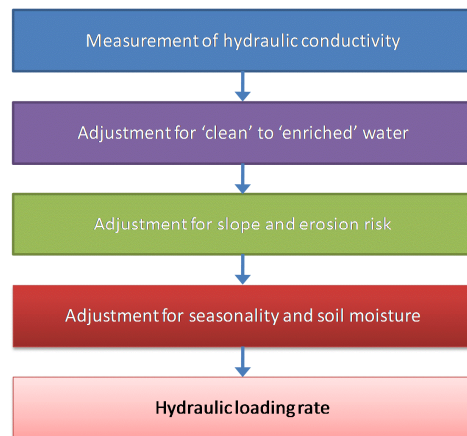 Measurement of hydraulic conductivity
Adjustment for ‘clean’ to ‘enriched’ water
Adjustment for slope and erosion risk
Adjustment for seasonality and soil moisture
Hydraulic loading rate